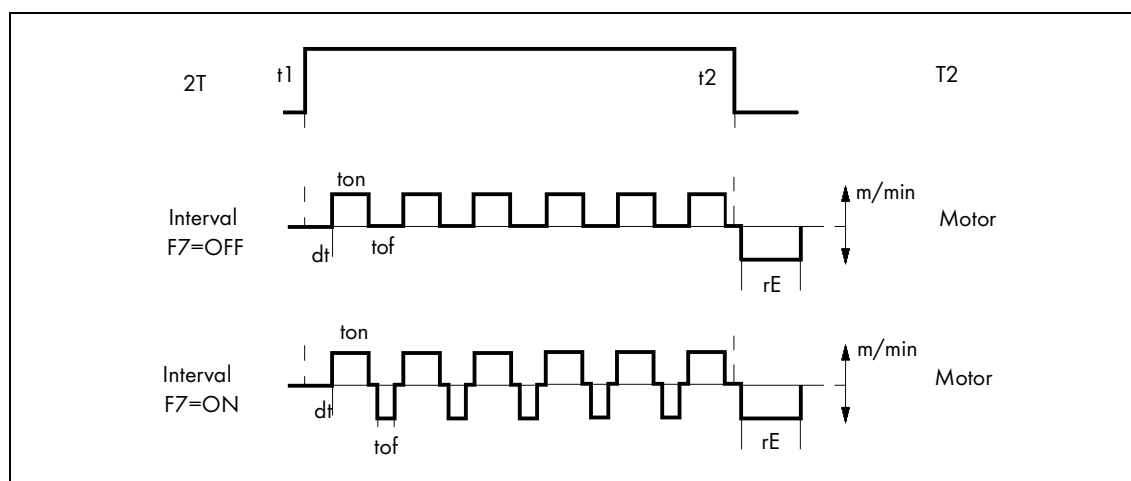 2T
t1
t2
T2
ton
m/min
Interval
F7=OFF
dt
tof
Motor
rE
ton
m/min
Interval
F7=ON
dt
tof
Motor
rE